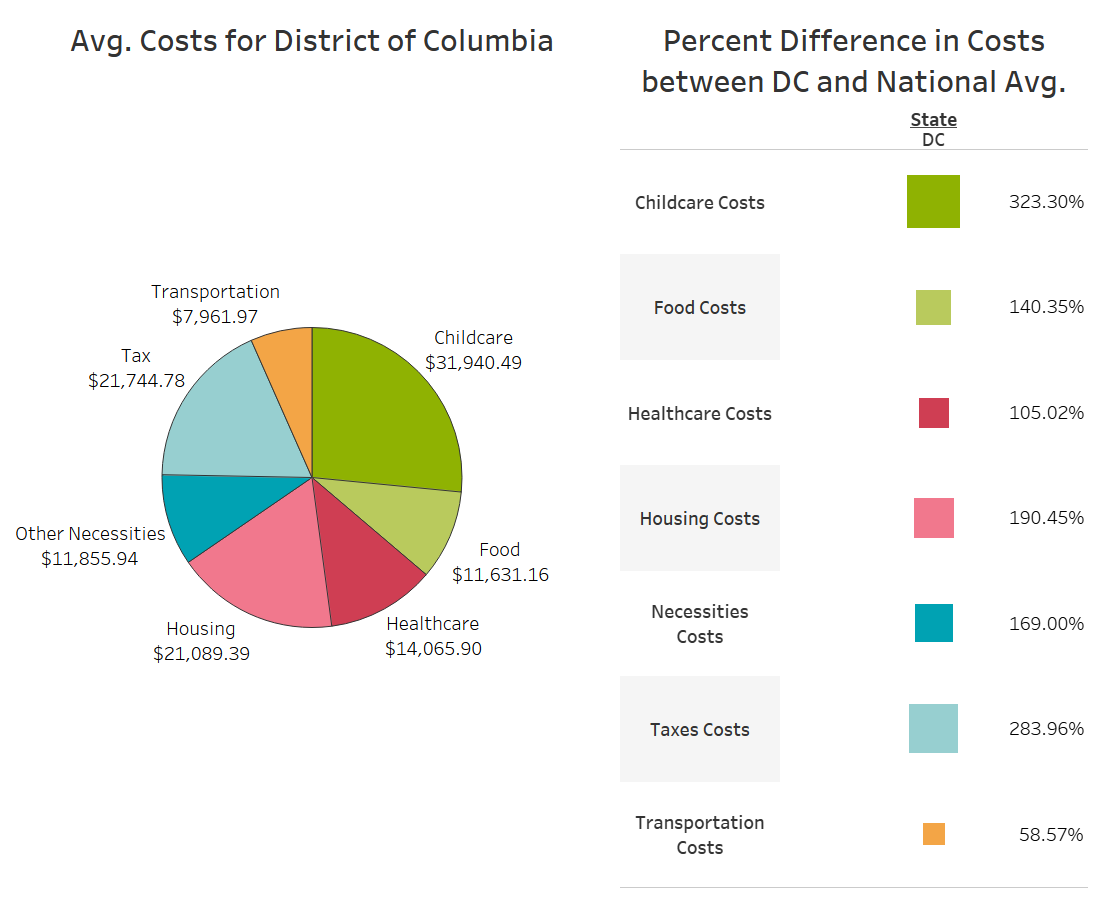 Avg. Costs for District of Columbia
Transportation
$7,961.97
Childcare
$31,940.49
Tax
$21,744.78
Other Necessities
$11,855.94
Food
$11,631.16
Housing
$21,089.39
Healthcare
$14,065.90
Percent Difference in Costs
between DC and National Avg.
State
DC
Childcare Costs 323.30%
Food Costs 140.35%
Healthcare Costs 105.02%
Housing Costs 190.45%
Necessities
Costs 169.00%
Taxes Costs 283.96%
Transportation
Costs 58.57%